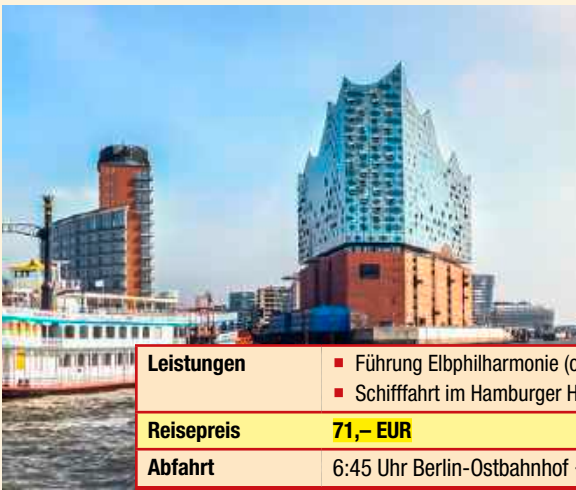 Leistungen
■ Führung Elbphilharmonie
■ Schifffahrt im Hamburger
Reisepreis
71,– EUR
Abfahrt
6:45 Uhr Berlin-Ostbahnhof